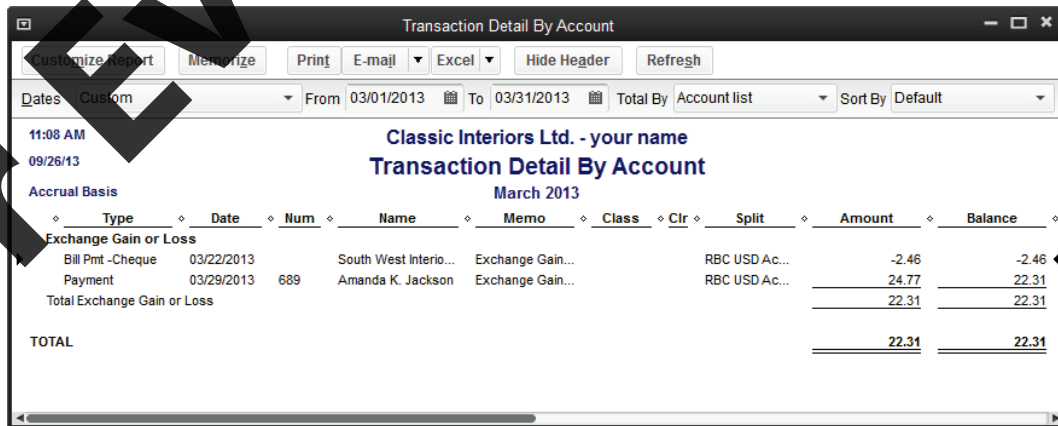 Transaction Detail By Account
Customize Report Memorize Print E-mail Excel Hide Header Refresh
Dates Custom From 03/01/2013 To 03/31/2013 Total By Account list Sort By Default
11:08 AM Classic Interiors Ltd. - your name
09/26/13 Transaction Detail By Account
Accrual Basis March 2013
Type Date Num Name Memo Class Clr Split Amount Balance
Exchange Gain or Loss
Bill Pmt -Cheque 03/22/2013 South West Interio... Exchange Gain... RBC USD Ac... -2.46 -2.46
Payment 03/29/2013 689 Amanda K. Jackson Exchange Gain... RBC USD Ac... 24.77 22.31
Total Exchange Gain or Loss 22.31 22.31
TOTAL 22.31 22.31